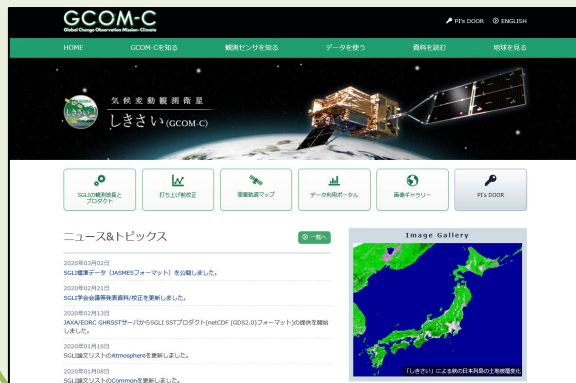 GCOM-C
Global Change Observation Mission-Climate
PI's DOOR ENGLISH
HOME GCOM-Cを知る 観測センサを知る データを使う 資料を読む 地球を見る
気候変動観測衛星
しきさい(GCOM-C)
SGLIの観測波長と
プロダクト
打ち上げ前校正
衛星軌道マップ
データ利用ポータル
画像ギャラリー
PI's DOOR
ニュース&トピックス
一覧へ
Image Gallery
2020年03月02日
SGLI標準データ（JASMESフォーマット）を公開しました。
2020年02月21日
SGLI学会会議等発表資料/校正を更新しました。
2020年02月13日
JAXA/EORC GHRSSTサーバからSGLI SSTプロダクト(netCDF (GDS2.0)フォーマット)の提供を開始
しました。
2020年01月16日
SGLI論文リストのAtmosphereを更新しました。
2020年01月08日
SGLI論文リストのCommonを更新しました。
「しきさい」による秋の日本列島の土地被覆変化